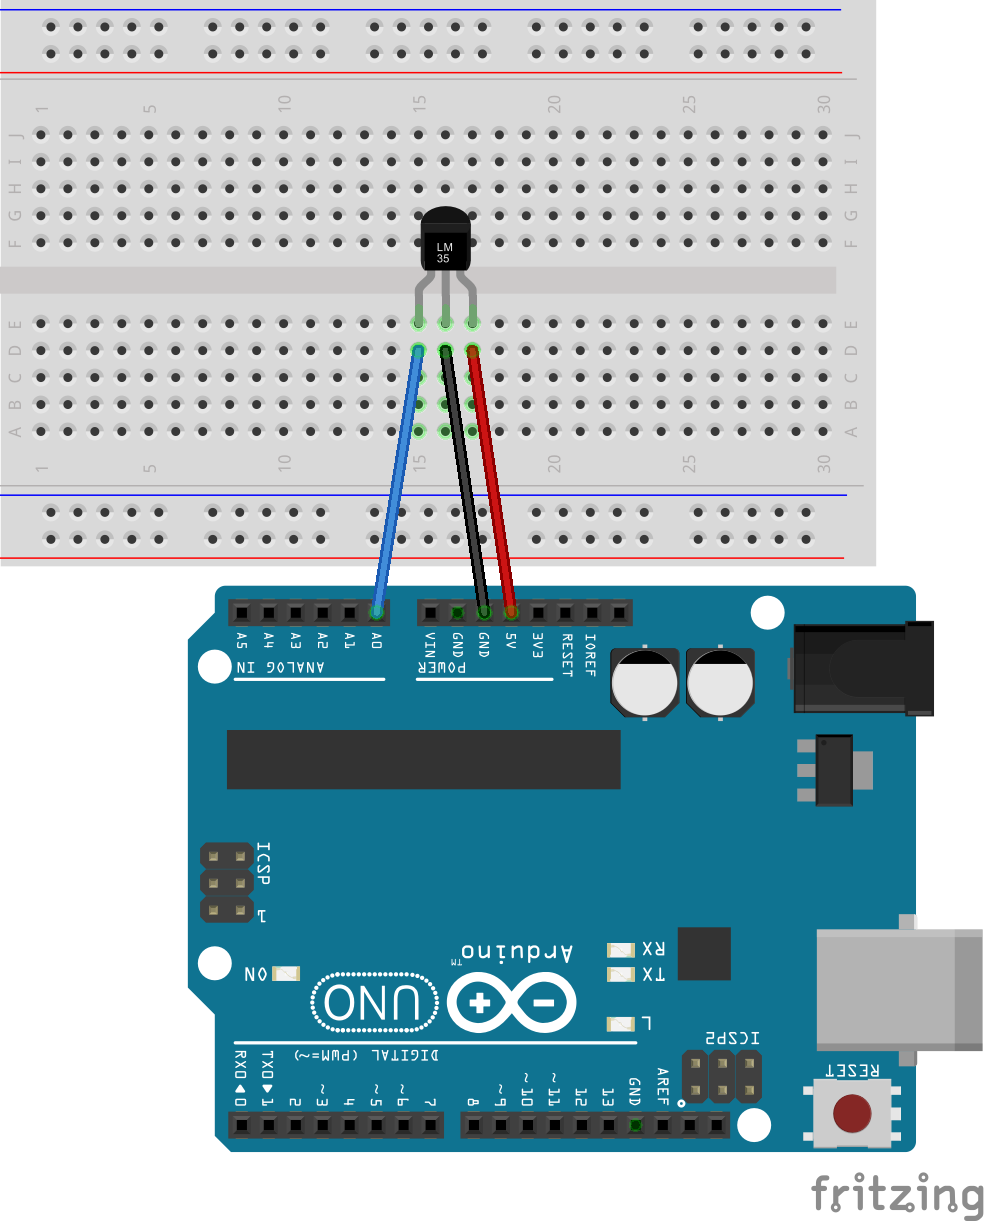 1 5 10 15 20 25 30
J J
I I
H H
G G
F F
LM
35
E E
D D
C C
B B
A A
1 5 10 15 20 25 30
A5 A4 A3 A2 A1 A0 VIN GND GND 5V 3V3 RESET IOREF
ANALOG IN POWER
ICSP
1
Arduino
TM
RX
ON
TX
UNO
L
ICSP2
DIGITAL (PWM=~)
RESET
RX0◄0 TX0►1 2 ~3 4 ~5 ~6 7 8 ~9 ~10 ~11 12 13 GND AREF
fritzing